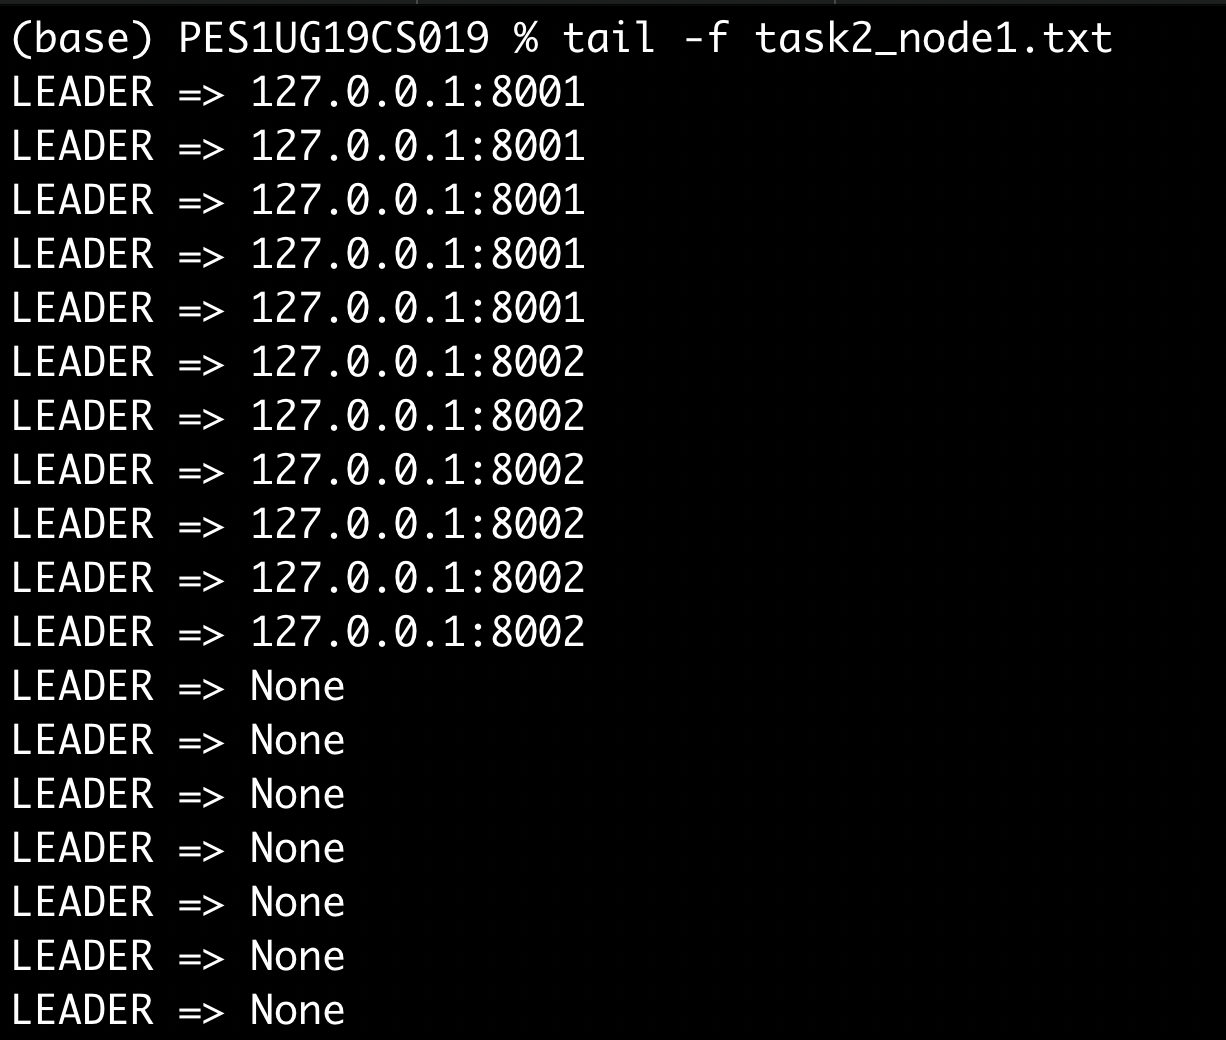 (base) PES1UG19CS019 % tail -f task2_node1.txt
LEADER => 127.0.0.1:8001
LEADER => 127.0.0.1:8001
LEADER => 127.0.0.1:8001
LEADER => 127.0.0.1:8001
LEADER => 127.0.0.1:8001
LEADER => 127.0.0.1:8002
LEADER => 127.0.0.1:8002
LEADER => 127.0.0.1:8002
LEADER => 127.0.0.1:8002
LEADER => 127.0.0.1:8002
LEADER => 127.0.0.1:8002
LEADER => None
LEADER => None
LEADER => None
LEADER => None
LEADER => None
LEADER => None
LEADER => None